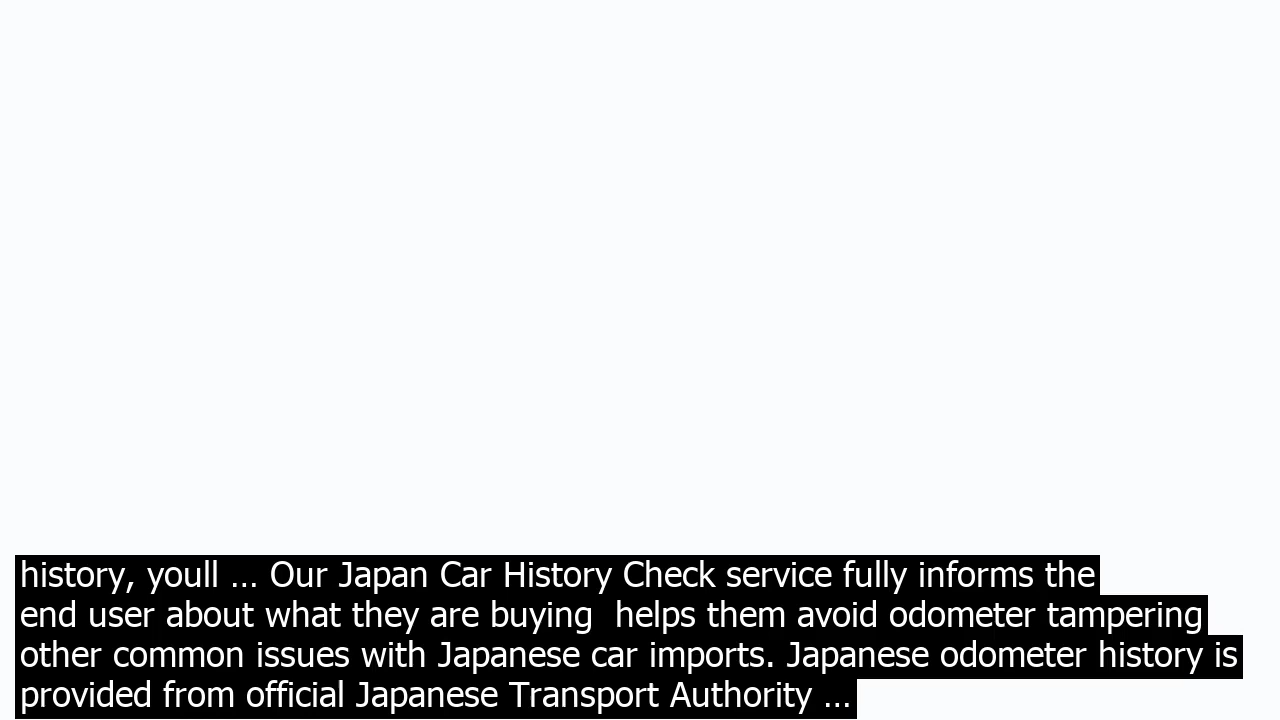 history, youll ... Our Japan Car History Check service fully informs the
end user about what they are buying  helps them avoid odometer tampering
other common issues with Japanese car imports. Japanese odometer history is
provided from official Japanese Transport Authority ...